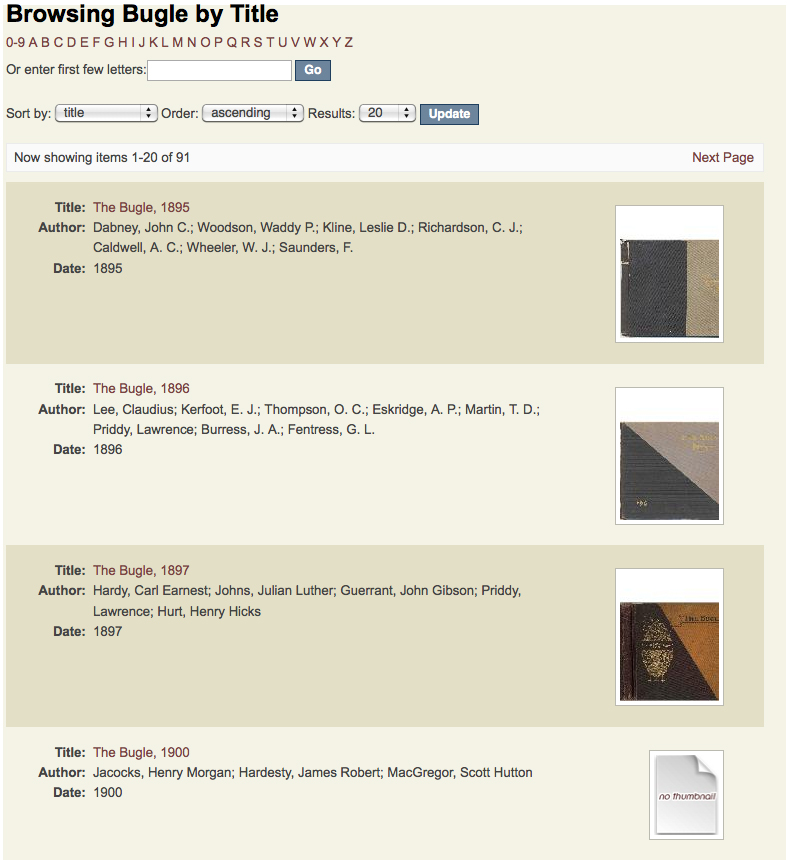 Browsing Bugle by Title
0-9 A B C D E F G H I J K L M N O P Q R S T U V W X Y Z
Or enter first few letters: Go
Sort by: title Order: ascending Results: 20 Update
Now showing items 1-20 of 91 Next Page
Title: The Bugle, 1895
Author: Dabney, John C.; Woodson, Waddy P.; Kline, Leslie D.; Richardson, C. J.;
Caldwell, A. C.; Wheeler, W. J.; Saunders, F.
Date: 1895
Title: The Bugle, 1896
Author: Lee, Claudius; Kerfoot, E. J.; Thompson, O. C.; Eskridge, A. P.; Martin, T. D.;
Priddy, Lawrence; Burress, J. A.; Fentress, G. L.
Date: 1896
Title: The Bugle, 1897
Author: Hardy, Carl Earnest; Johns, Julian Luther; Guerrant, John Gibson; Priddy,
Lawrence; Hurt, Henry Hicks
Date: 1897
Title: The Bugle, 1900
Author: Jacocks, Henry Morgan; Hardesty, James Robert; MacGregor, Scott Hutton
Date: 1900
no thumbnail